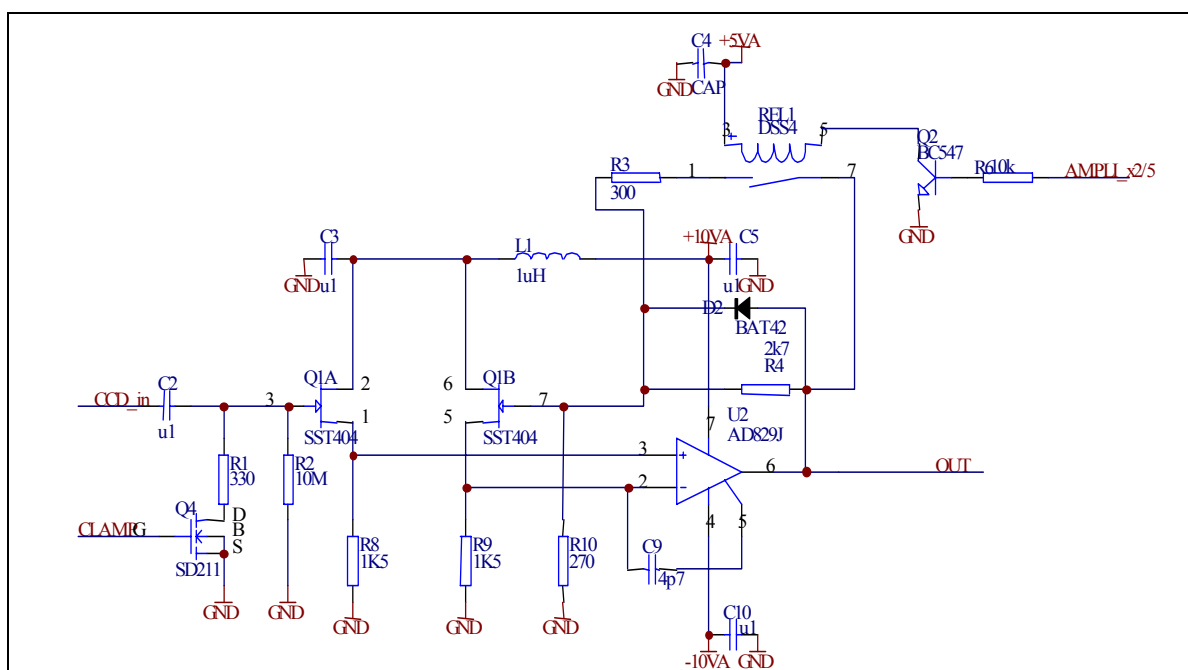 C4
+5VA
GND
CAP
REL1
DSS4
3
+
5
Q2
BC547
R3
300
1
7
R6
10k
AMPLI_x2/5
GND
C3
GND
u1
L1
1uH
+10VA
C5
u1
GND
D2
BAT42
2k7
R4
CCD_in
C2
u1
3
Q1A
2
1
SST404
6
5
Q1B
7
SST404
U2
AD829J
7
3
+
2
-
6
OUT
4
5
R1
330
R2
10M
CLAMP
G
Q4
D
B
S
SD211
R8
1K5
R9
1K5
R10
270
C9
4p7
GND
GND
GND
GND
GND
C10
u1
-10VA
GND